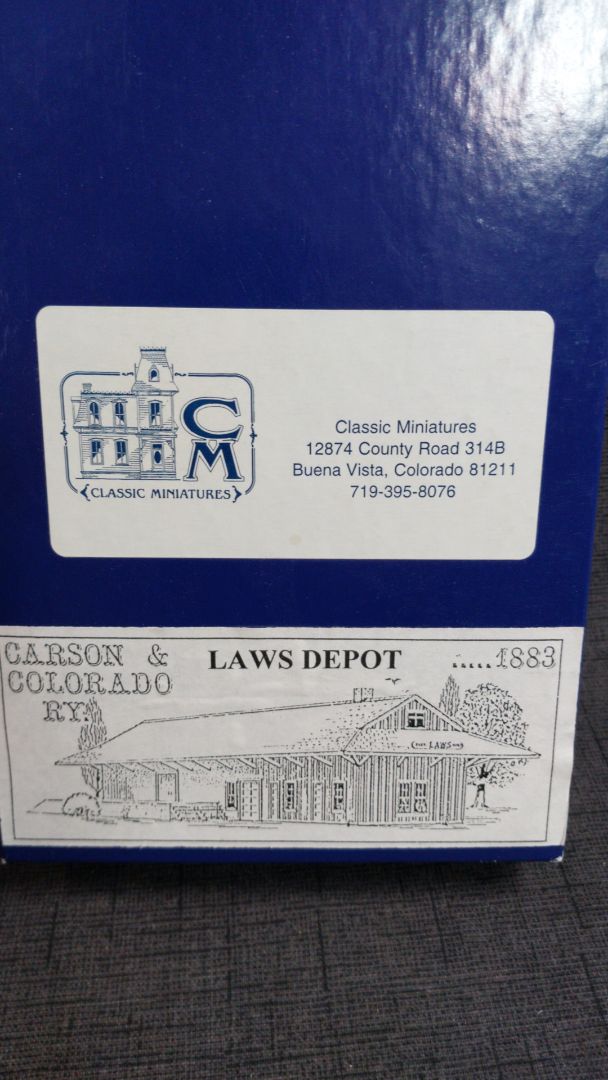 C
M
CLASSIC MINIATURES
Classic Miniatures
12874 County Road 314B
Buena Vista, Colorado 81211
719-395-8076
CARSON & COLORADO RY.
LAWS DEPOT
.....1883
LAWS